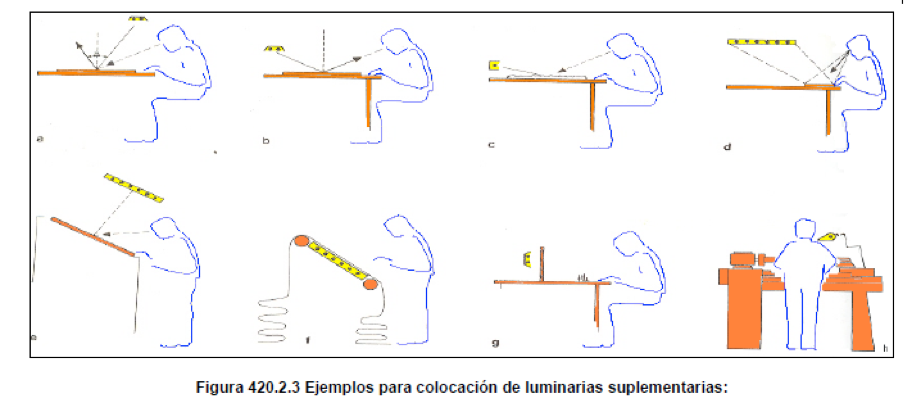 a
b
c
d
e
f
g
h
Figura 420.2.3 Ejemplos para colocación de luminarias suplementarias: